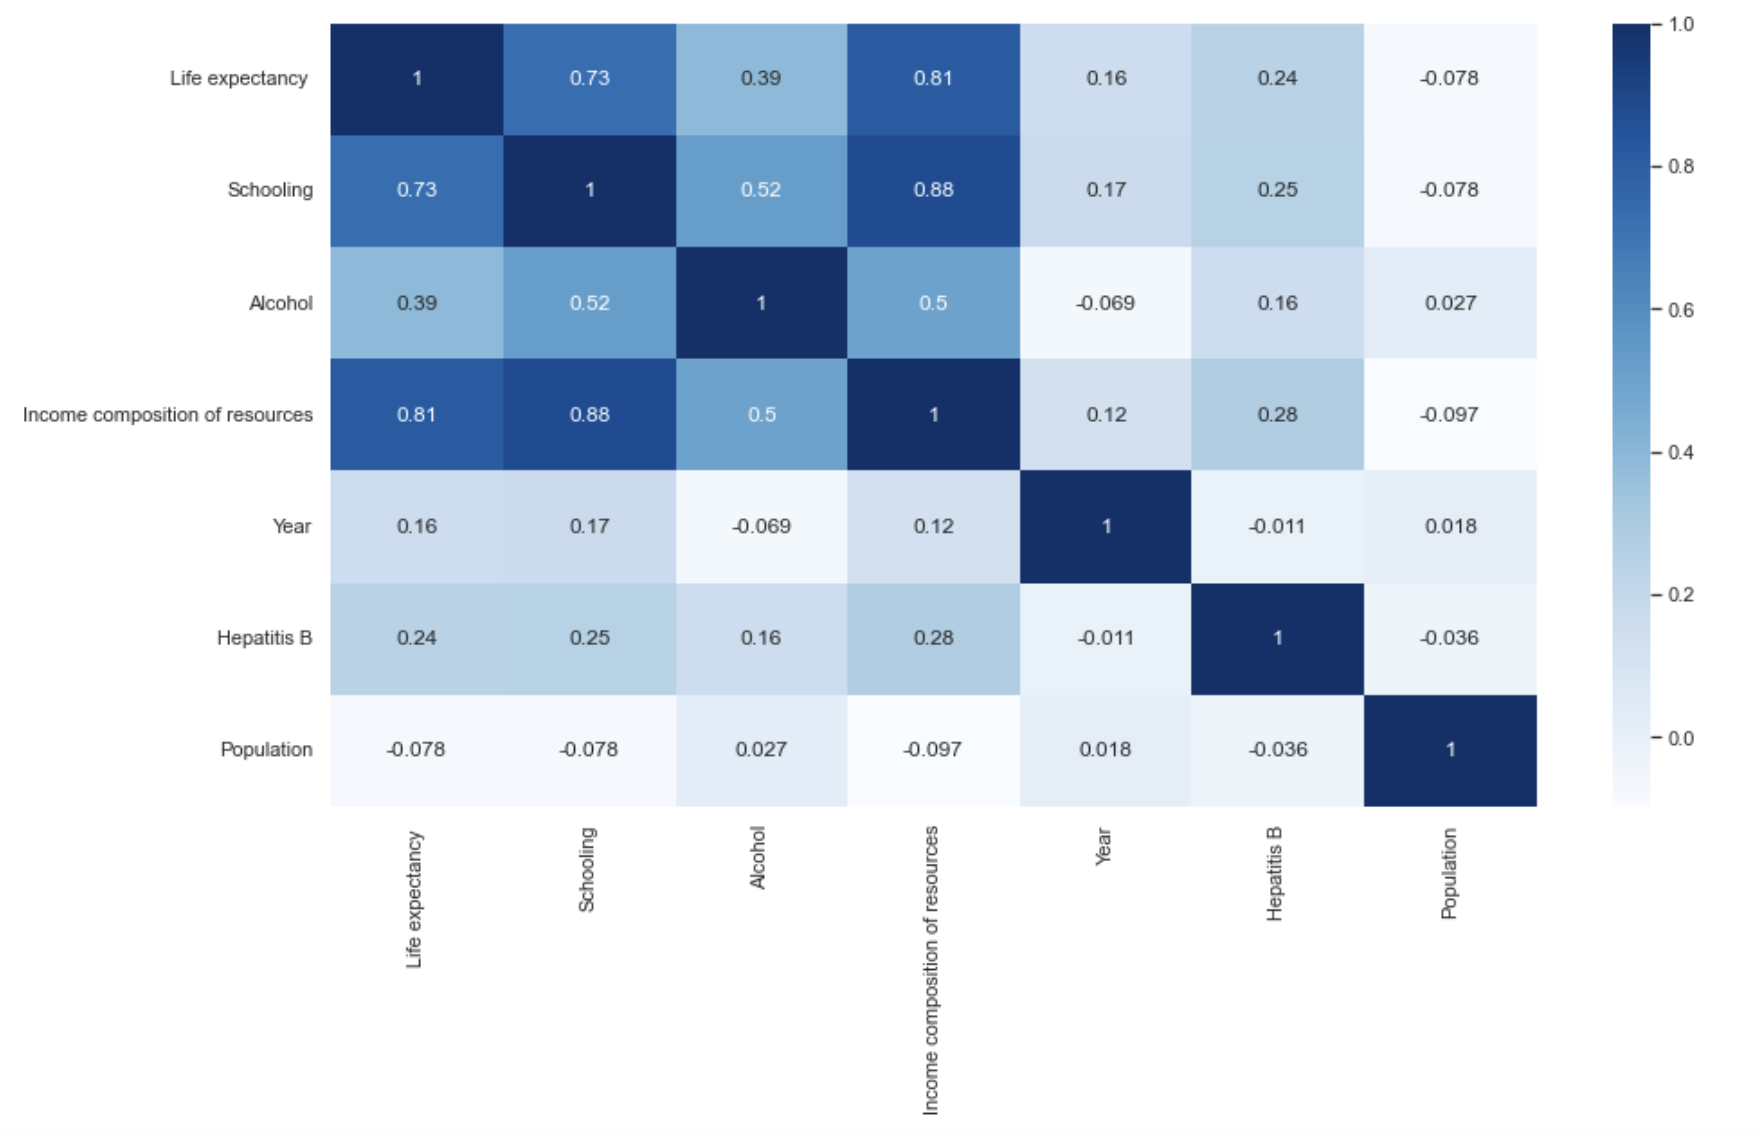 Life expectancy 1 0.73 0.39 0.81 0.16 0.24 -0.078
Schooling 0.73 1 0.52 0.88 0.17 0.25 -0.078
Alcohol 0.39 0.52 1 0.5 -0.069 0.16 0.027
Income composition of resources 0.81 0.88 0.5 1 0.12 0.28 -0.097
Year 0.16 0.17 -0.069 0.12 1 -0.011 0.018
Hepatitis B 0.24 0.25 0.16 0.28 -0.011 1 -0.036
Population -0.078 -0.078 0.027 -0.097 0.018 -0.036 1
Life expectancy
Schooling
Alcohol
Income composition of resources
Year
Hepatitis B
Population
1.0
0.8
0.6
0.4
0.2
0.0